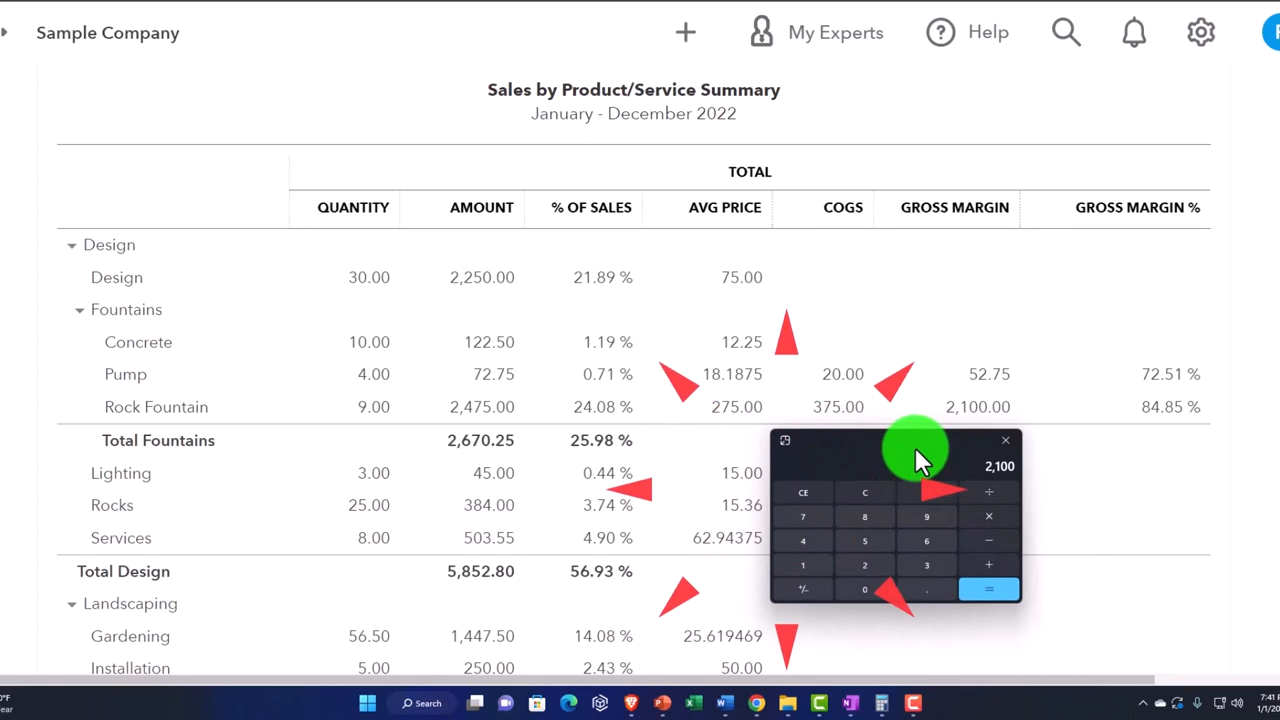 Sample Company + My Experts ? Help
Sales by Product/Service Summary
January - December 2022
TOTAL
QUANTITY AMOUNT % OF SALES AVG PRICE COGS GROSS MARGIN GROSS MARGIN %
Design
Design 30.00 2,250.00 21.89 % 75.00
Fountains
Concrete 10.00 122.50 1.19 % 12.25
Pump 4.00 72.75 0.71 % 18.1875 20.00 52.75 72.51 %
Rock Fountain 9.00 2,475.00 24.08 % 275.00 375.00 2,100.00 84.85 %
Total Fountains 2,670.25 25.98 %
Lighting 3.00 45.00 0.44 % 15.00
Rocks 25.00 384.00 3.74 % 15.36
Services 8.00 503.55 4.90 % 62.94375
Total Design 5,852.80 56.93 %
Landscaping
Gardening 56.50 1,447.50 14.08 % 25.619469
Installation 5.00 250.00 2.43 % 50.00
2,100
CE C ÷
7 8 9 ×
4 5 6 −
1 2 3 +
+/− 0 . =
Search
7:41